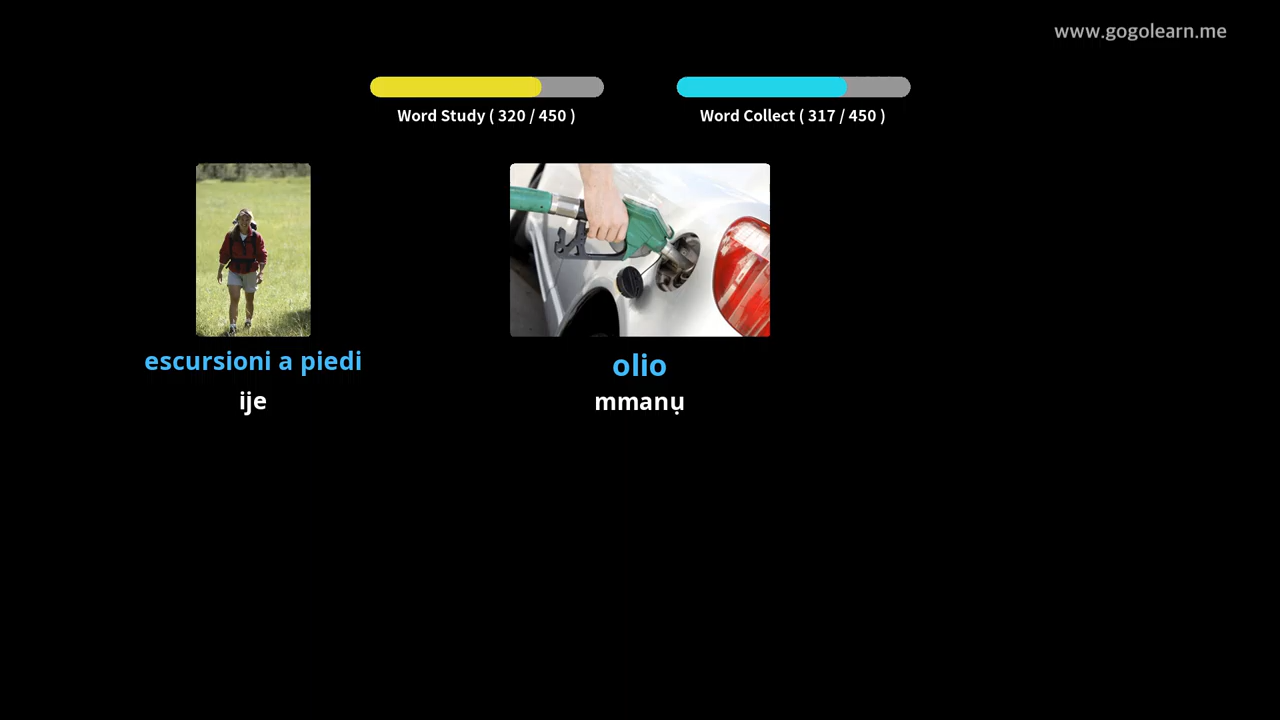 www.gogolearn.me
Word Study ( 320 / 450 )
Word Collect ( 317 / 450 )
escursioni a piedi
ije
olio
mmanụ